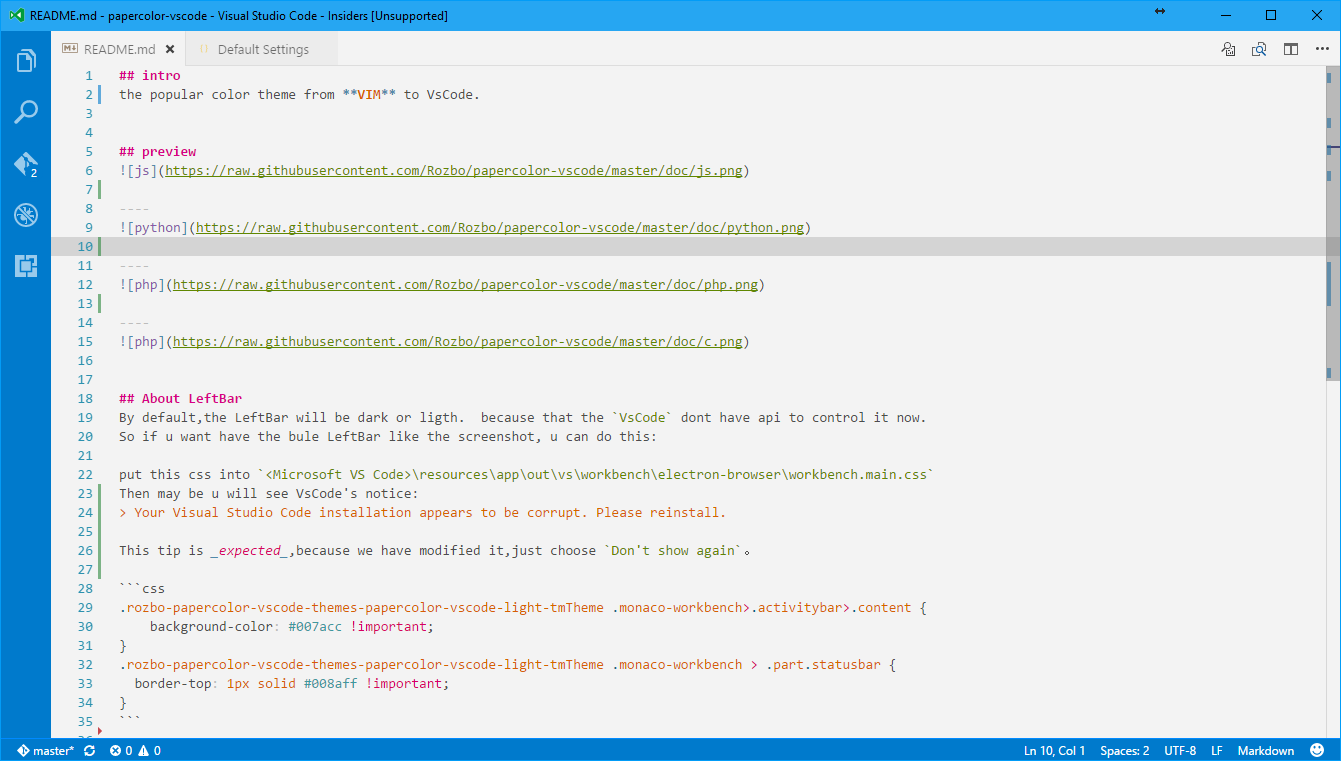 README.md - papercolor-vscode - Visual Studio Code - Insiders [Unsupported]
README.md
Default Settings
1 ## intro
2 the popular color theme from **VIM** to VsCode.
3
4
5 ## preview
6 ![js](https://raw.githubusercontent.com/Rozbo/papercolor-vscode/master/doc/js.png)
7
8 ----
9 ![python](https://raw.githubusercontent.com/Rozbo/papercolor-vscode/master/doc/python.png)
10
11 ----
12 ![php](https://raw.githubusercontent.com/Rozbo/papercolor-vscode/master/doc/php.png)
13
14 ----
15 ![php](https://raw.githubusercontent.com/Rozbo/papercolor-vscode/master/doc/c.png)
16
17
18 ## About LeftBar
19 By default,the LeftBar will be dark or ligth.  because that the `VsCode` dont have api to control it now.
20 So if u want have the bule LeftBar like the screenshot, u can do this:
21
22 put this css into `<Microsoft VS Code>\resources\app\out\vs\workbench\electron-browser\workbench.main.css`
23 Then may be u will see VsCode's notice:
24 > Your Visual Studio Code installation appears to be corrupt. Please reinstall.
25
26 This tip is _expected_,because we have modified it,just choose `Don't show again`。
27
28 ```css
29 .rozbo-papercolor-vscode-themes-papercolor-vscode-light-tmTheme .monaco-workbench>.activitybar>.content {
30     background-color: #007acc !important;
31 }
32 .rozbo-papercolor-vscode-themes-papercolor-vscode-light-tmTheme .monaco-workbench > .part.statusbar {
33   border-top: 1px solid #008aff !important;
34 }
35 ```
2
master* 0 0 Ln 10, Col 1 Spaces: 2 UTF-8 LF Markdown